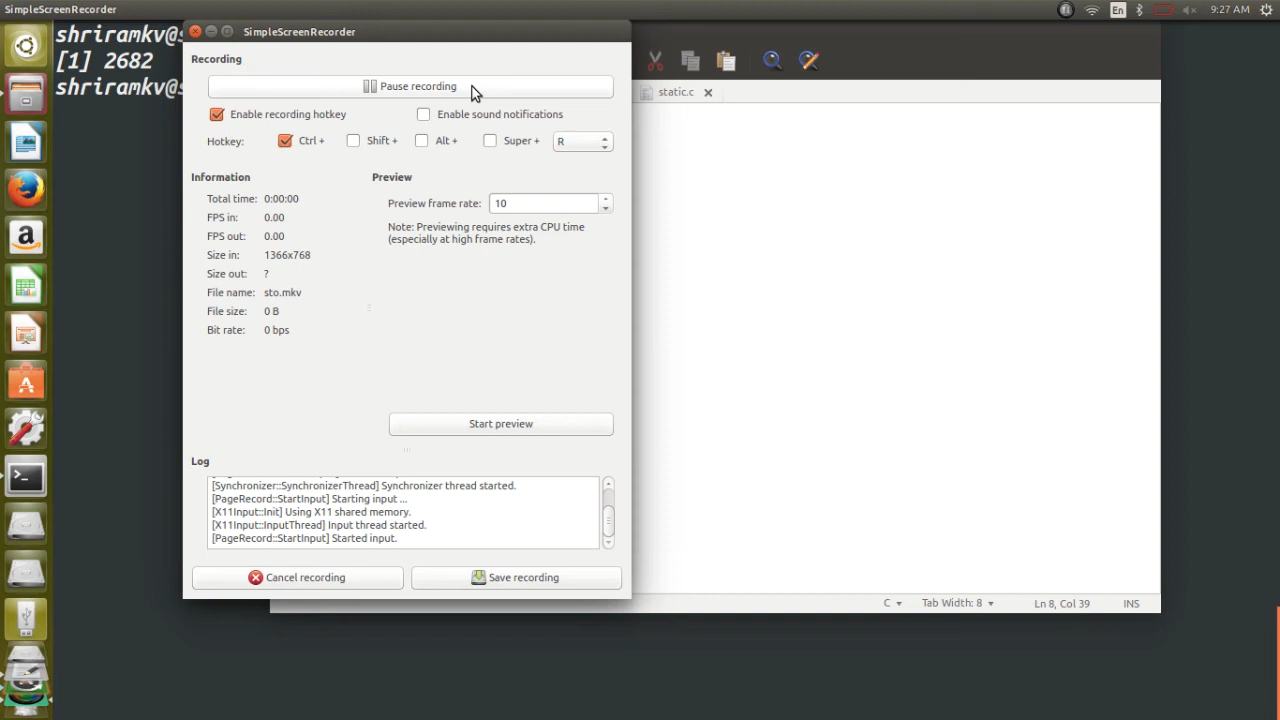 SimpleScreenRecorder
En
9:27 AM
shriramkv@s
[1] 2682
shriramkv@s
SimpleScreenRecorder
Recording
Pause recording
Enable recording hotkey
Enable sound notifications
Hotkey: Ctrl + Shift + Alt + Super + R
Information
Preview
Total time: 0:00:00
FPS in: 0.00
FPS out: 0.00
Size in: 1366x768
Size out: ?
File name: sto.mkv
File size: 0 B
Bit rate: 0 bps
Preview frame rate: 10
Note: Previewing requires extra CPU time
(especially at high frame rates).
Start preview
Log
[Synchronizer::SynchronizerThread] Synchronizer thread started.
[PageRecord::StartInput] Starting input ...
[X11Input::Init] Using X11 shared memory.
[X11Input::InputThread] Input thread started.
[PageRecord::StartInput] Started input.
Cancel recording
Save recording
static.c
C
Tab Width: 8
Ln 8, Col 39
INS